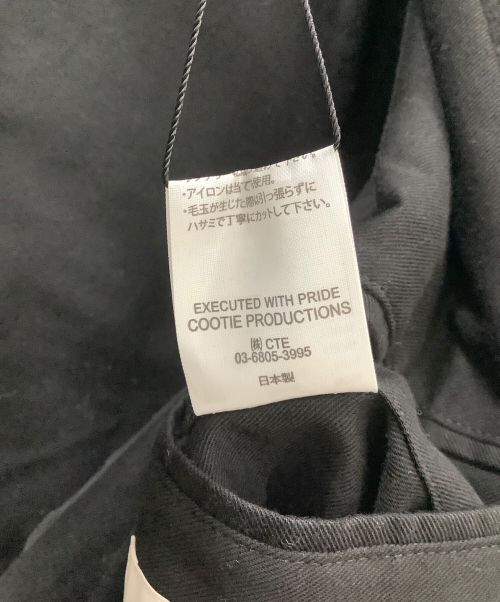 ・アイロンは当て布使用。
・毛玉が生じた際は引っ張らずに
ハサミで丁寧にカットして下さい。
EXECUTED WITH PRIDE
COOTIE PRODUCTIONS
㈱ CTE
03-6805-3995
日本製